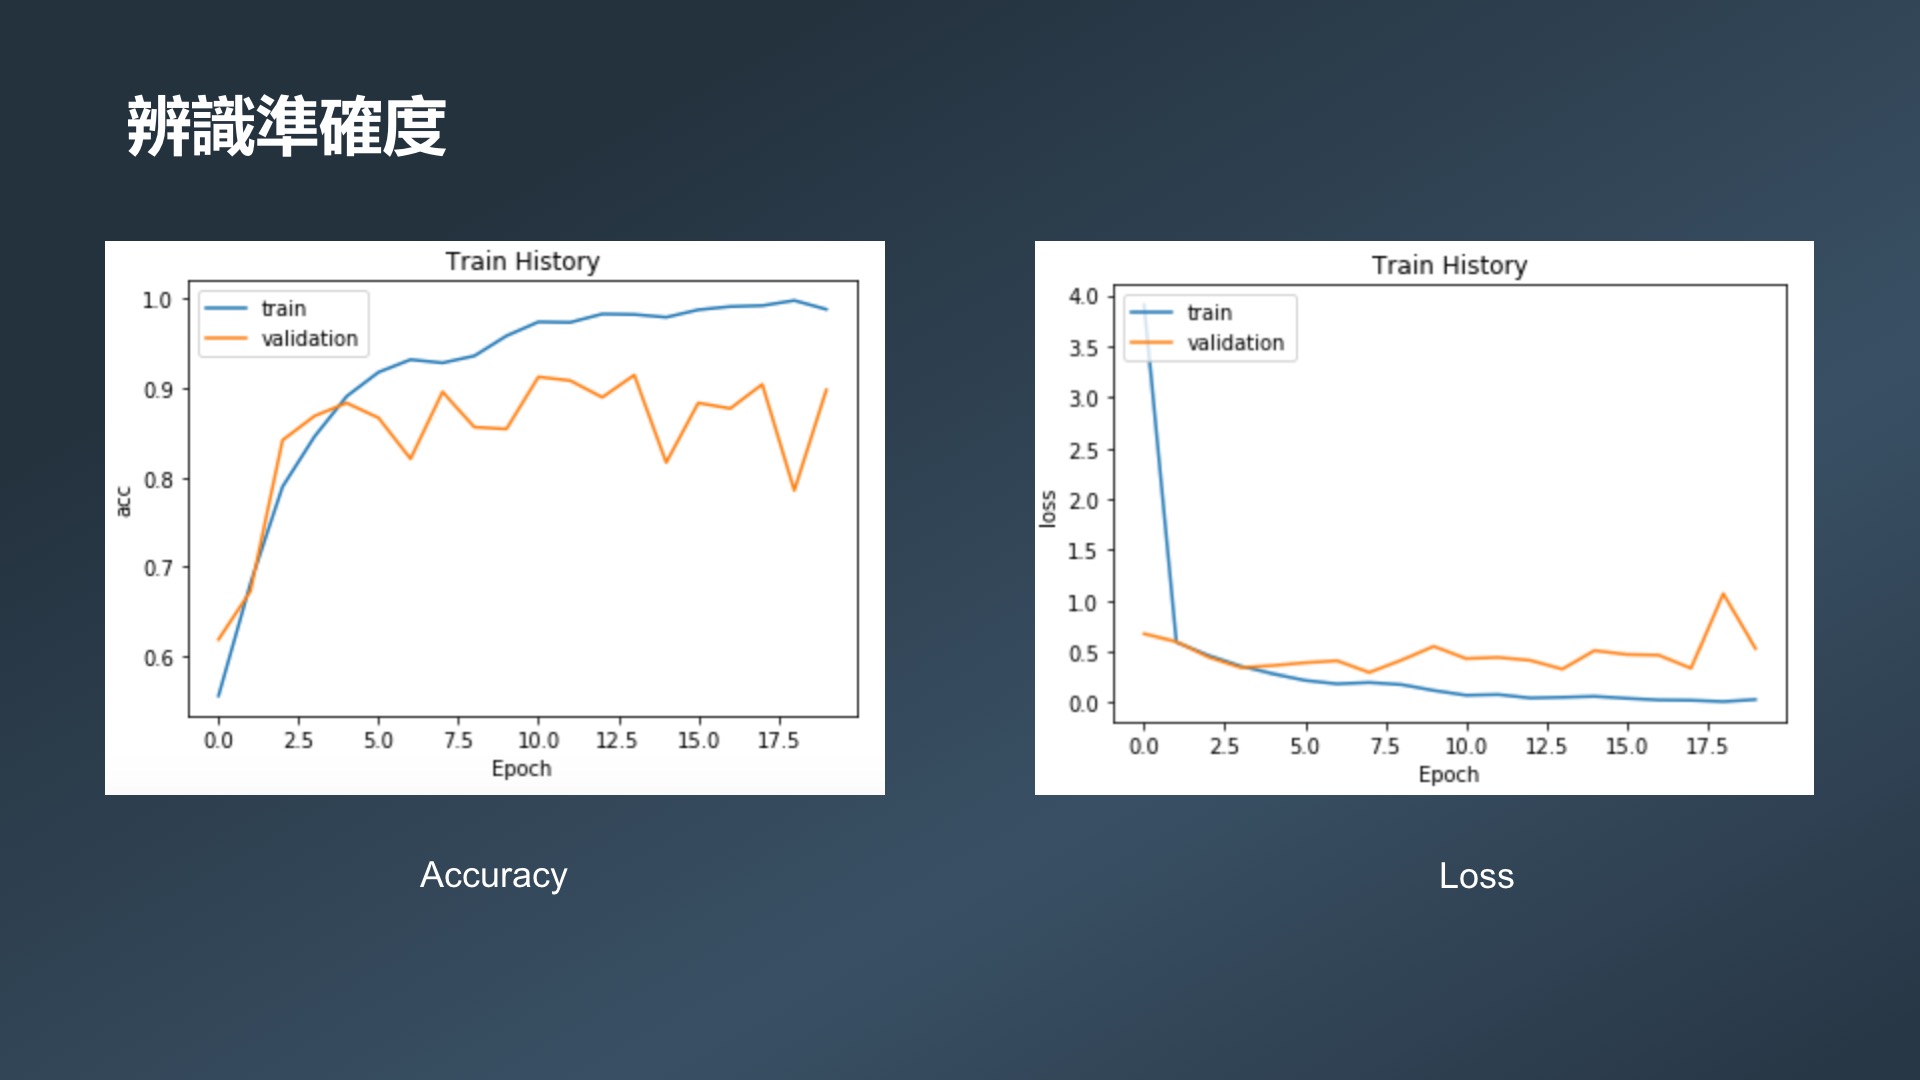 辨識準確度
Train History
train
validation
1.0
0.9
0.8
0.7
0.6
acc
0.0 2.5 5.0 7.5 10.0 12.5 15.0 17.5
Epoch
Accuracy
Train History
train
validation
4.0
3.5
3.0
2.5
2.0
1.5
1.0
0.5
0.0
loss
0.0 2.5 5.0 7.5 10.0 12.5 15.0 17.5
Epoch
Loss